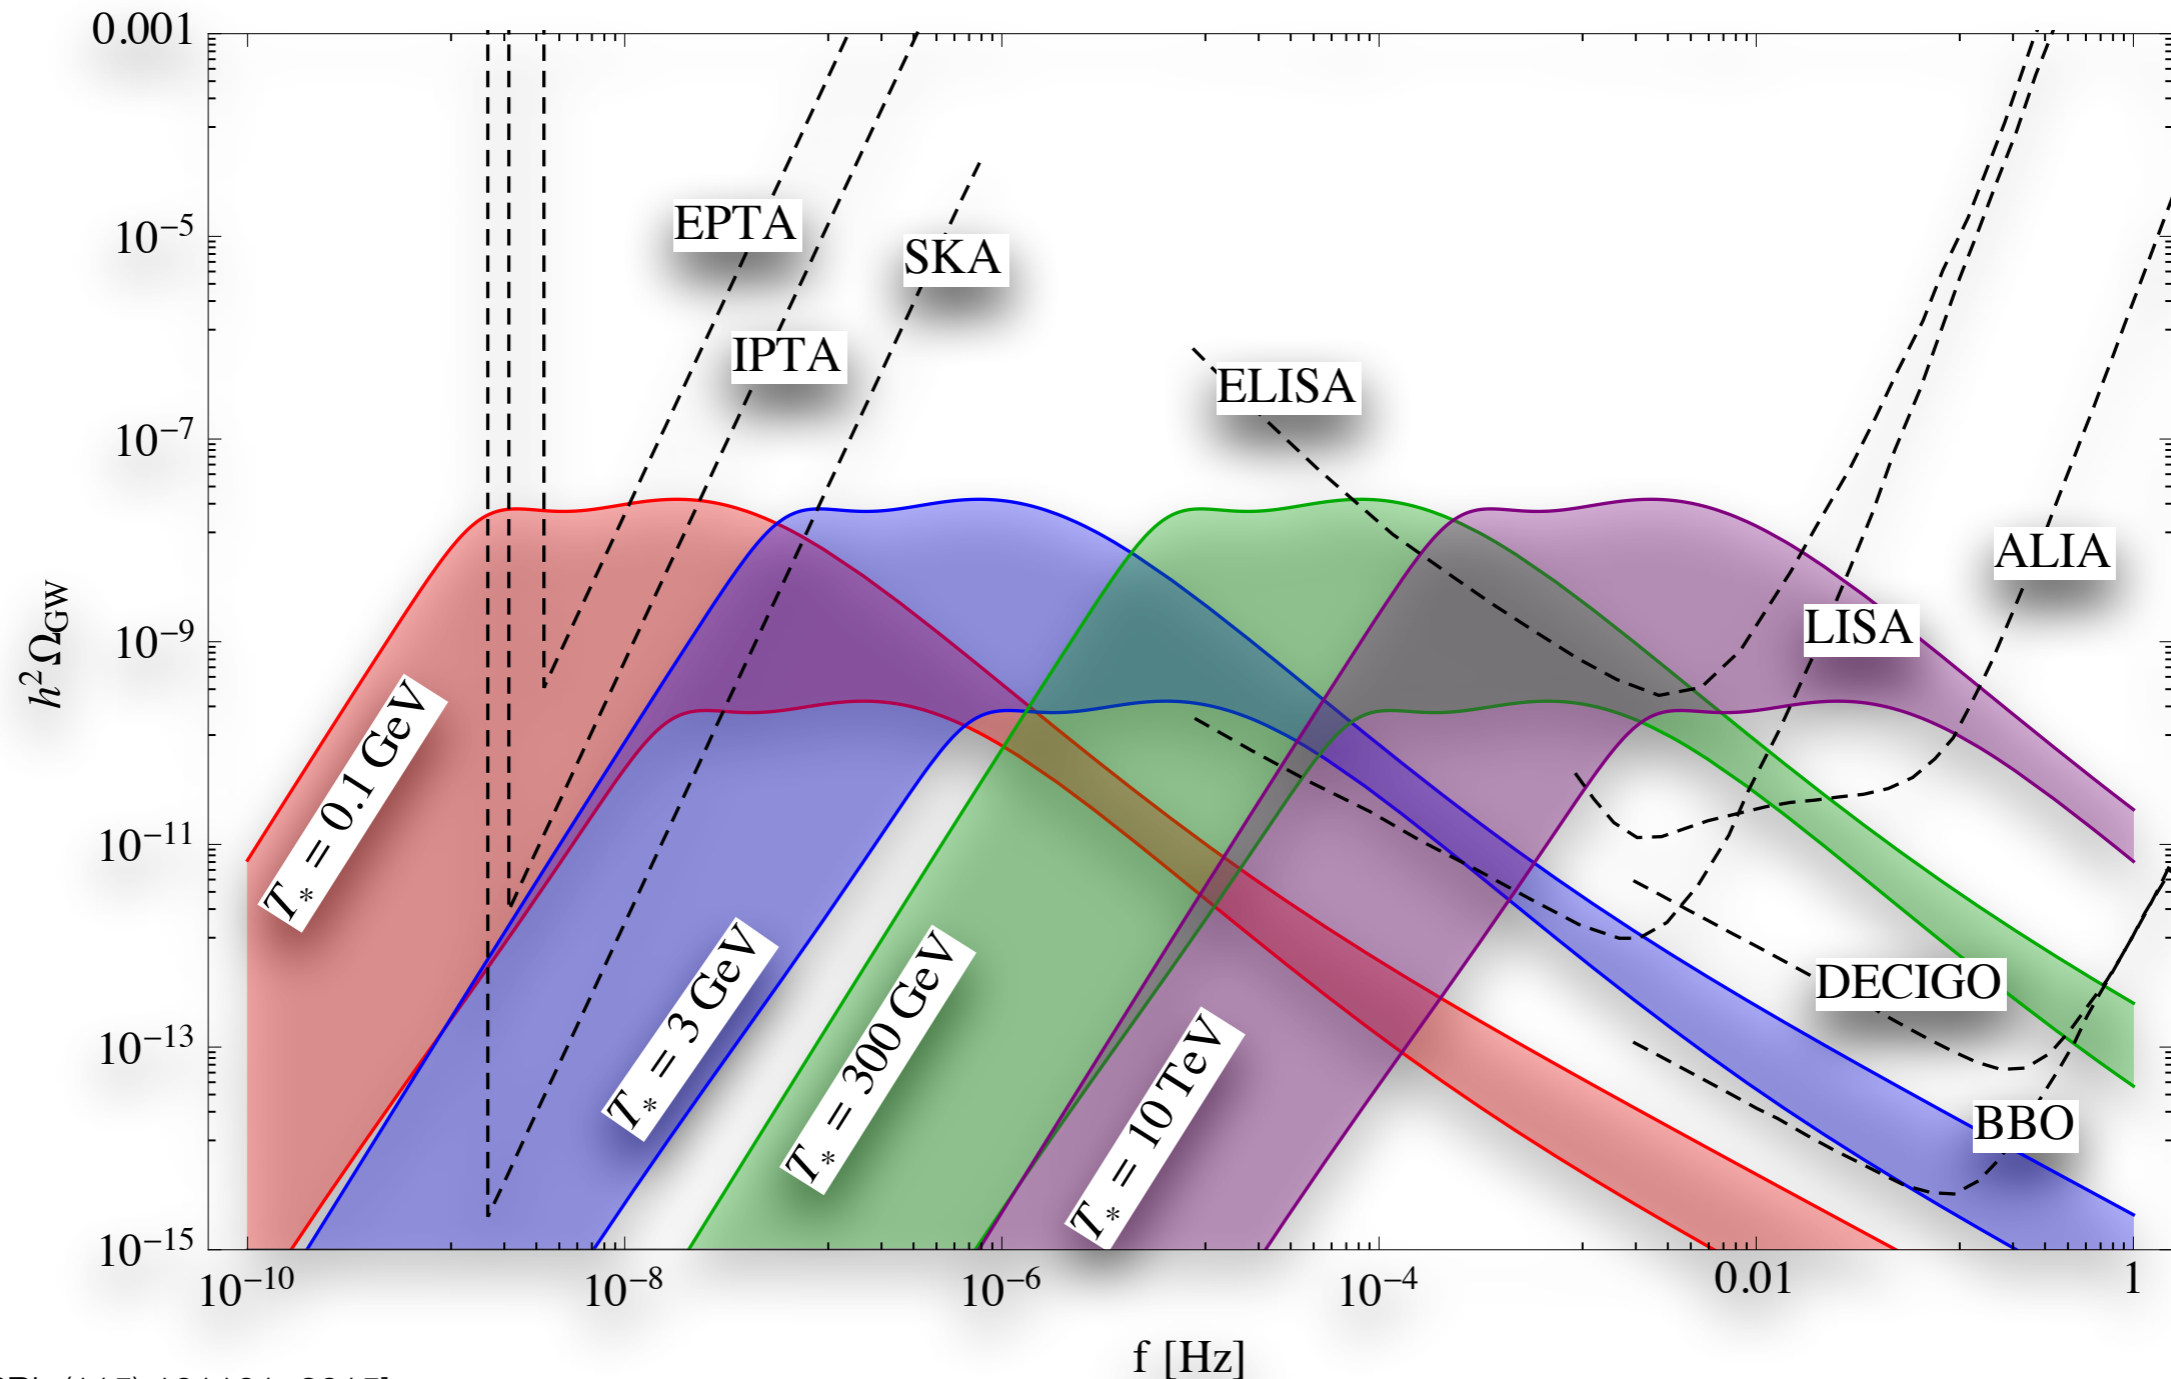 0.001
10⁻⁵
10⁻⁷
10⁻⁹
10⁻¹¹
10⁻¹³
10⁻¹⁵
h² Ω_GW
EPTA
SKA
IPTA
ELISA
ALIA
LISA
DECIGO
BBO
T_* = 0.1 GeV
T_* = 3 GeV
T_* = 300 GeV
T_* = 10 TeV
10⁻¹⁰
10⁻⁸
10⁻⁶
10⁻⁴
0.01
1
f [Hz]